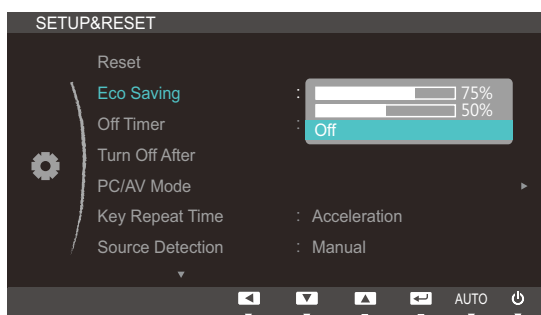 SETUP&RESET
Reset
Eco Saving :
75%
50%
Off Timer :
Off
Turn Off After
PC/AV Mode
Key Repeat Time : Acceleration
Source Detection : Manual
AUTO